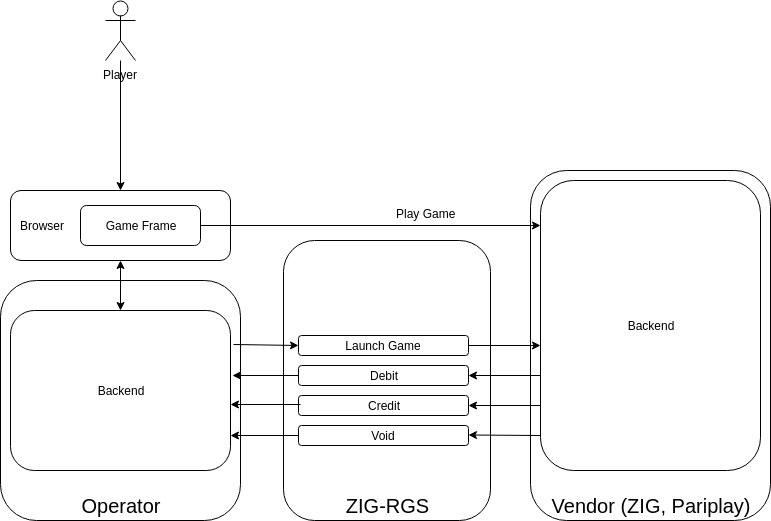 Player
Browser
Game Frame
Play Game
Backend
Launch Game
Debit
Credit
Void
Backend
Operator
ZIG-RGS
Vendor (ZIG, Pariplay)